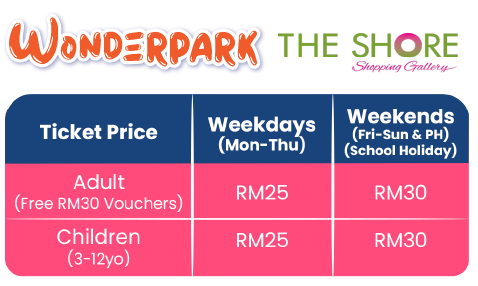 WONDERPARK
THE SHORE
Shopping Gallery
Ticket Price
Weekdays
(Mon-Thu)
Weekends
(Fri-Sun & PH)
(School Holiday)
Adult
(Free RM30 Vouchers)
RM25
RM30
Children
(3-12yo)
RM25
RM30